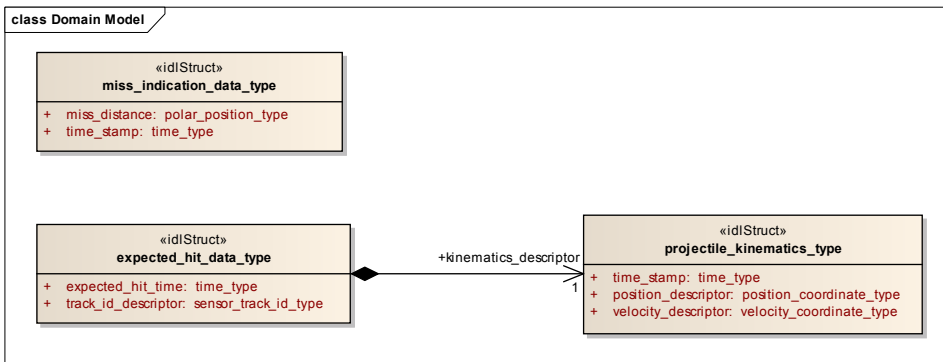 class Domain Model
«idlStruct»
miss_indication_data_type
+ miss_distance: polar_position_type
+ time_stamp: time_type
«idlStruct»
expected_hit_data_type
+ expected_hit_time: time_type
+ track_id_descriptor: sensor_track_id_type
+kinematics_descriptor
1
«idlStruct»
projectile_kinematics_type
+ time_stamp: time_type
+ position_descriptor: position_coordinate_type
+ velocity_descriptor: velocity_coordinate_type